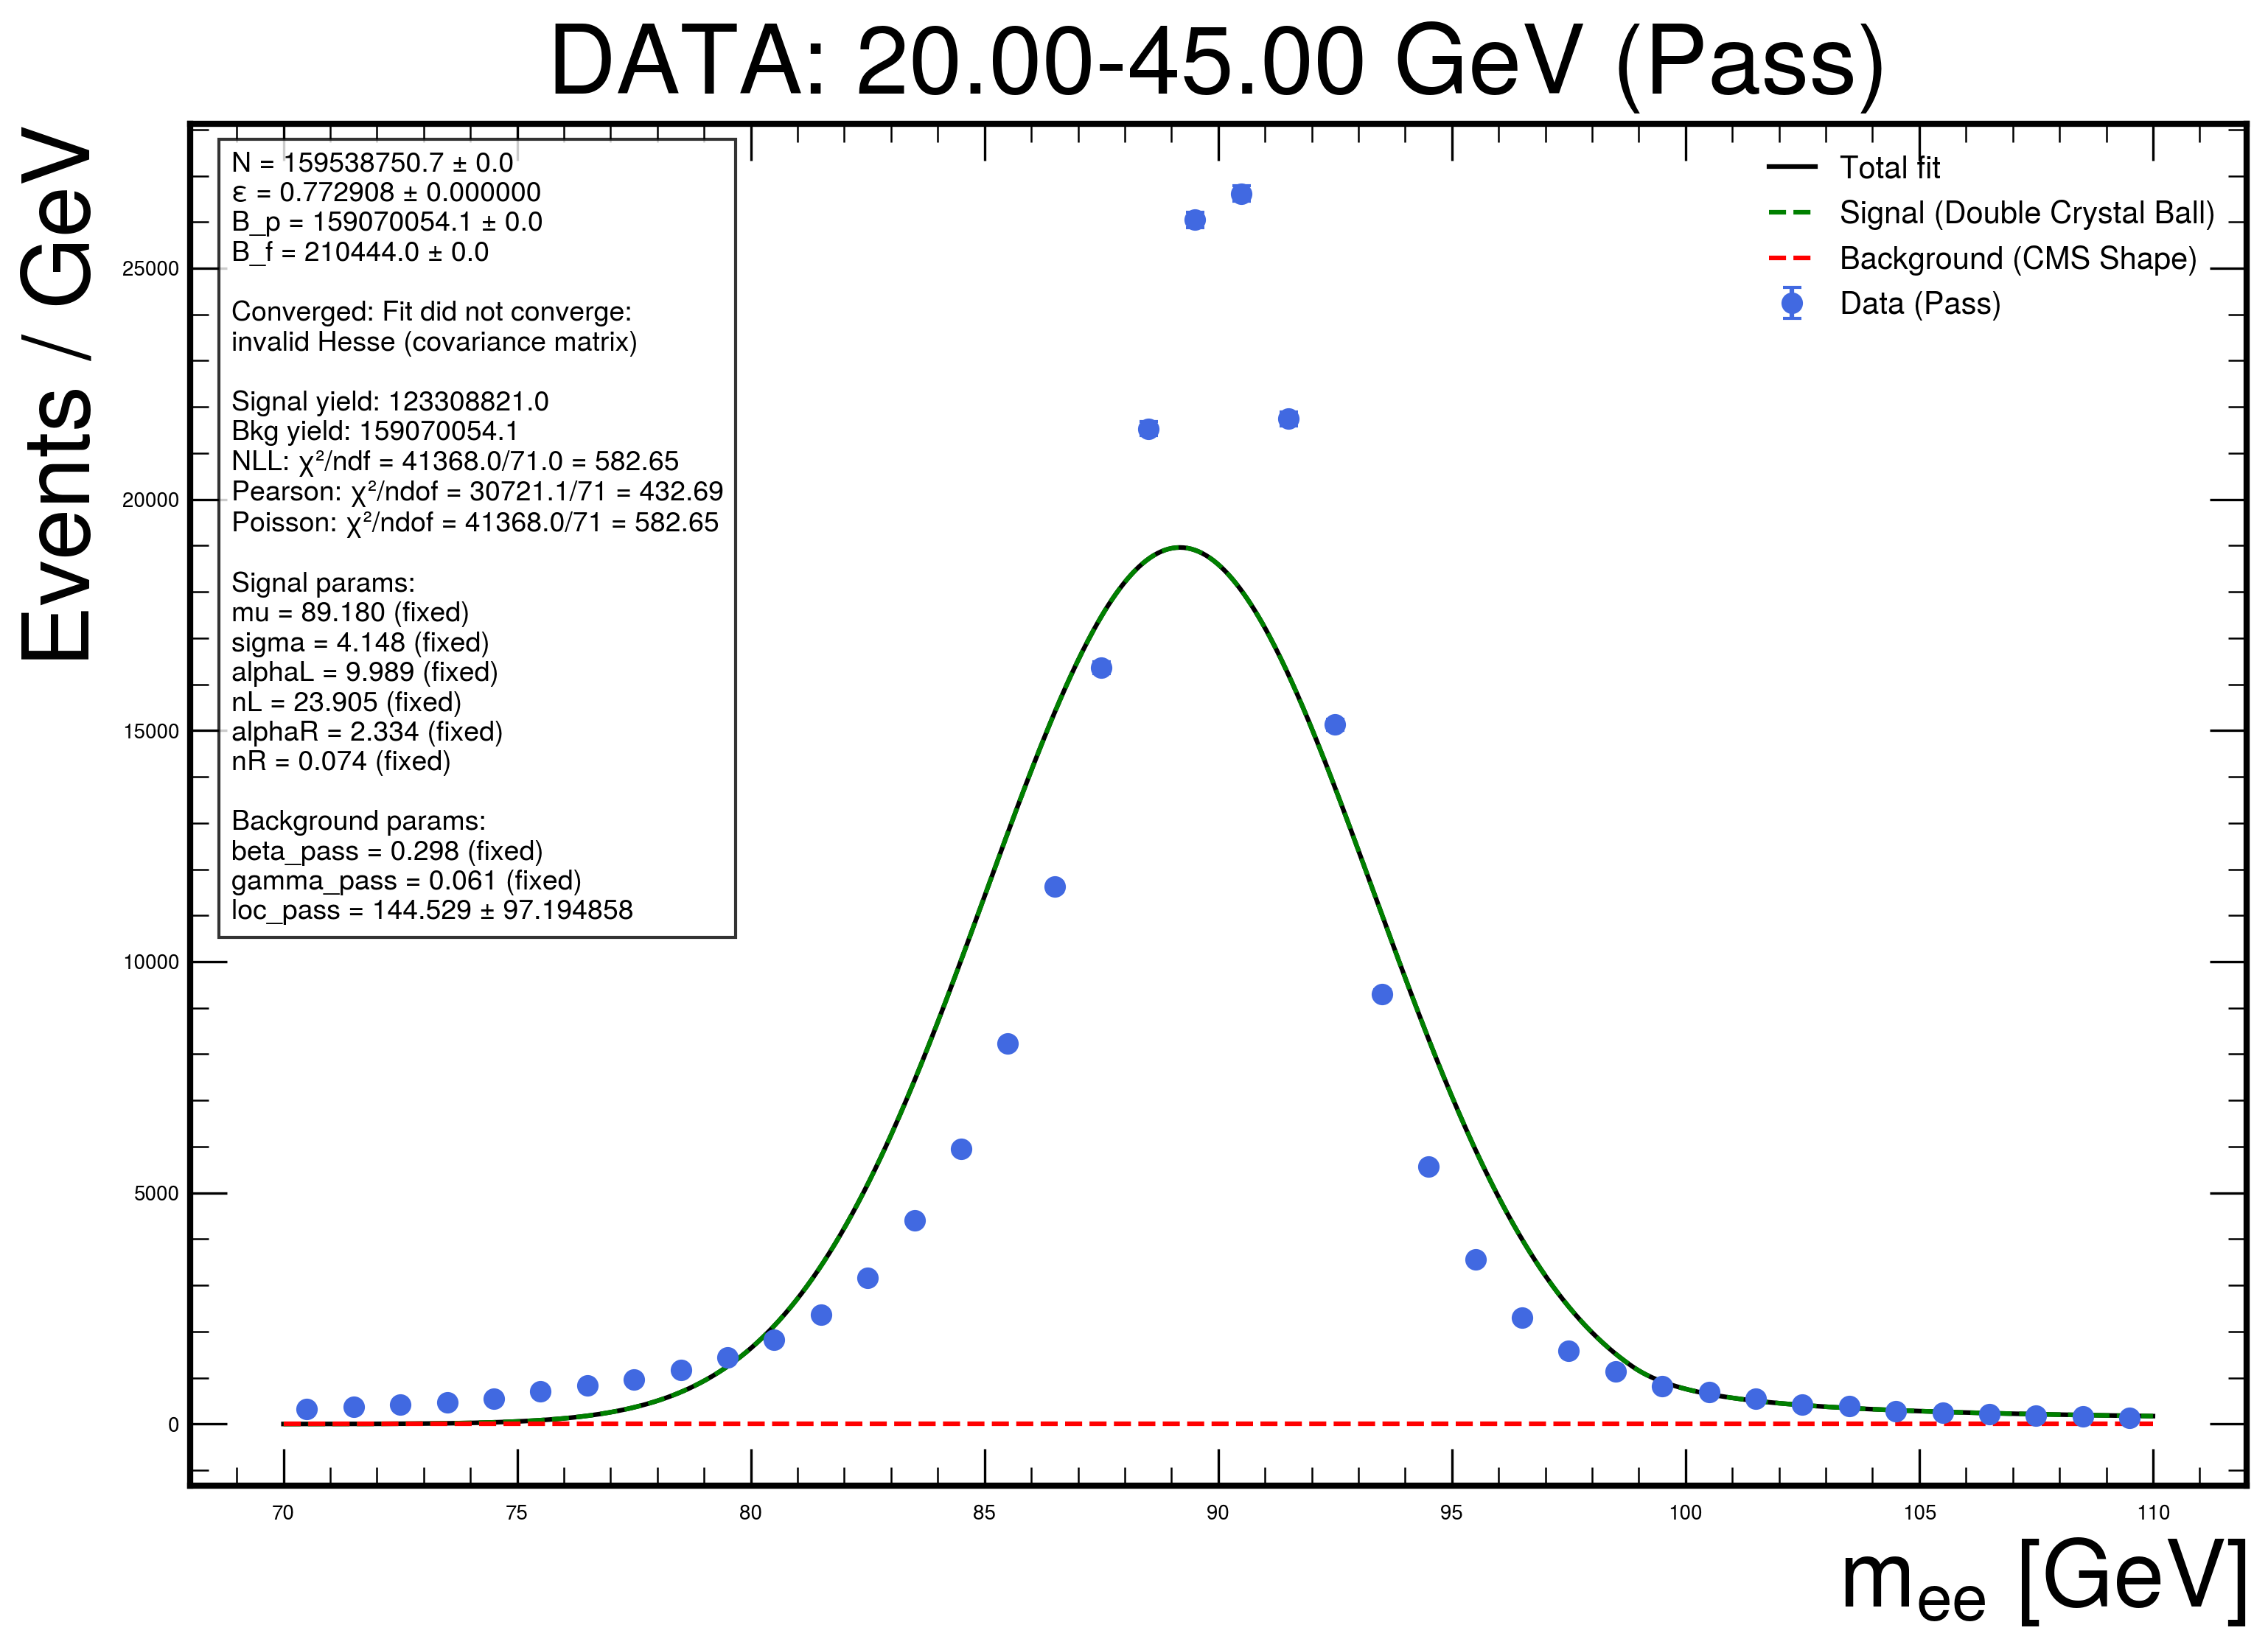 DATA: 20.00-45.00 GeV (Pass)
Events / GeV
N = 159538750.7 ± 0.0
ε = 0.772908 ± 0.000000
B_p = 159070054.1 ± 0.0
B_f = 210444.0 ± 0.0
Converged: Fit did not converge:
invalid Hesse (covariance matrix)
Signal yield: 123308821.0
Bkg yield: 159070054.1
NLL: χ²/ndf = 41368.0/71.0 = 582.65
Pearson: χ²/ndof = 30721.1/71 = 432.69
Poisson: χ²/ndof = 41368.0/71 = 582.65
Signal params:
mu = 89.180 (fixed)
sigma = 4.148 (fixed)
alphaL = 9.989 (fixed)
nL = 23.905 (fixed)
alphaR = 2.334 (fixed)
nR = 0.074 (fixed)
Background params:
beta_pass = 0.298 (fixed)
gamma_pass = 0.061 (fixed)
loc_pass = 144.529 ± 97.194858
Total fit
Signal (Double Crystal Ball)
Background (CMS Shape)
Data (Pass)
25000
20000
15000
10000
5000
0
70 75 80 85 90 95 100 105 110
m_ee [GeV]